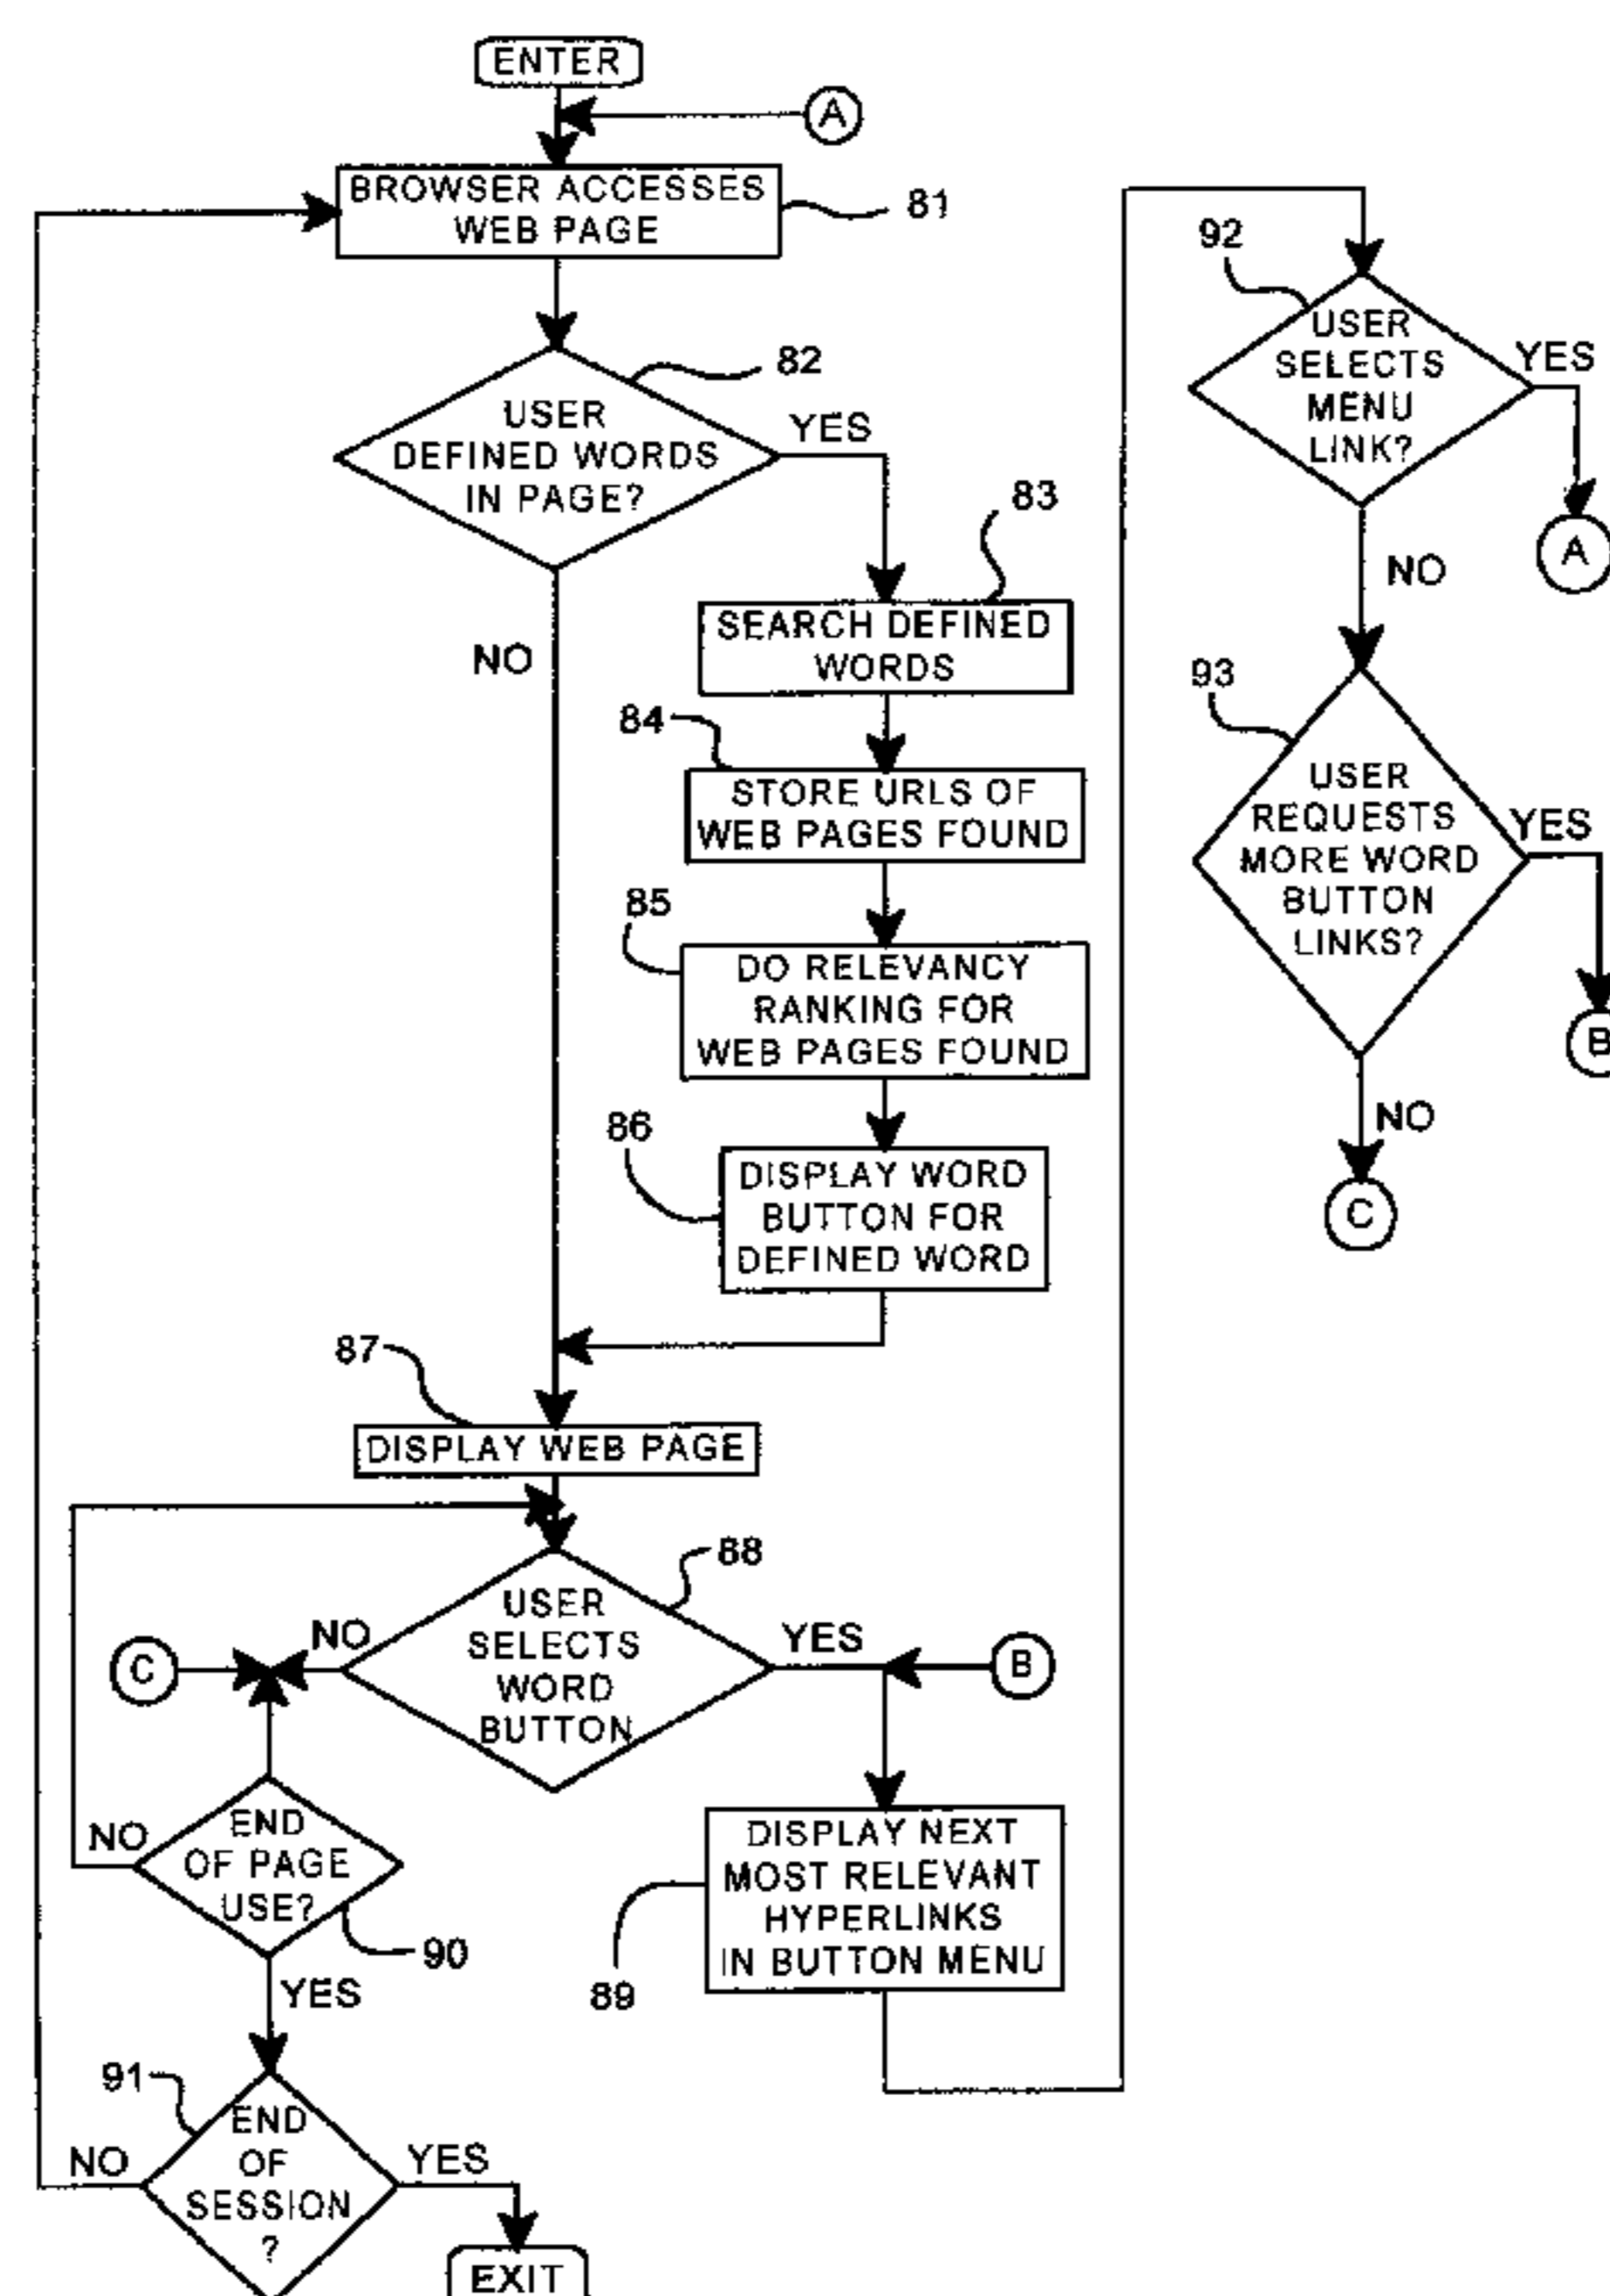 ENTER
A
BROWSER ACCESSES
WEB PAGE
81
82
USER
DEFINED WORDS
IN PAGE?
YES
NO
83
SEARCH DEFINED
WORDS
84
STORE URLS OF
WEB PAGES FOUND
85
DO RELEVANCY
RANKING FOR
WEB PAGES FOUND
86
DISPLAY WORD
BUTTON FOR
DEFINED WORD
87
DISPLAY WEB PAGE
88
USER
SELECTS
WORD
BUTTON
NO
YES
C
B
END
OF PAGE
USE?
NO
90
YES
DISPLAY NEXT
MOST RELEVANT
HYPERLINKS
IN BUTTON MENU
89
91
END
OF
SESSION
?
NO
YES
EXIT
92
USER
SELECTS
MENU
LINK?
YES
A
NO
93
USER
REQUESTS
MORE WORD
BUTTON
LINKS?
YES
B
NO
C